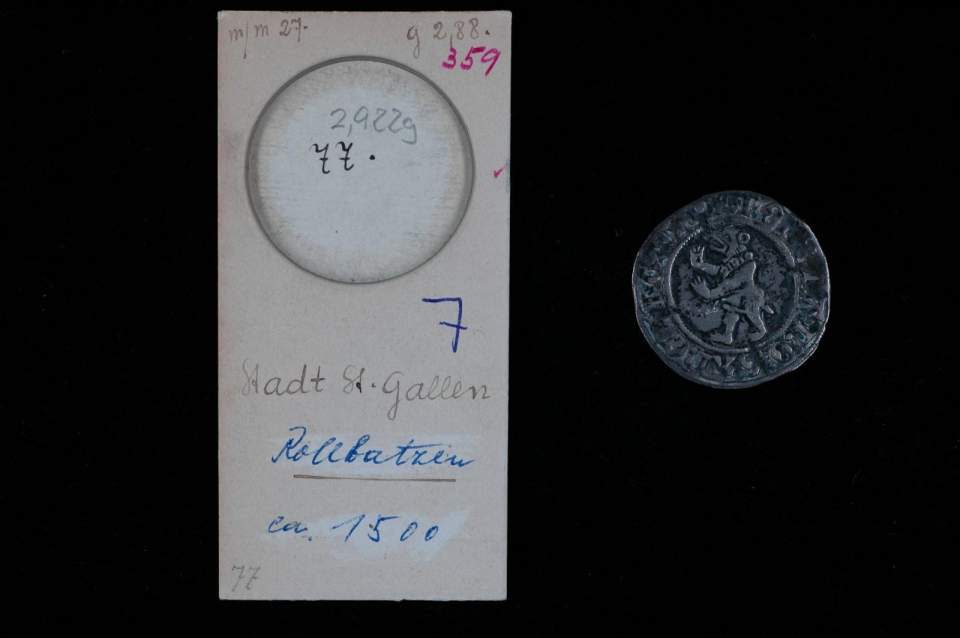 m/m 27.
g 2,88.
359
2,922g
77.
7
Stadt St. Gallen
Rollbatzen
ca. 1500
77